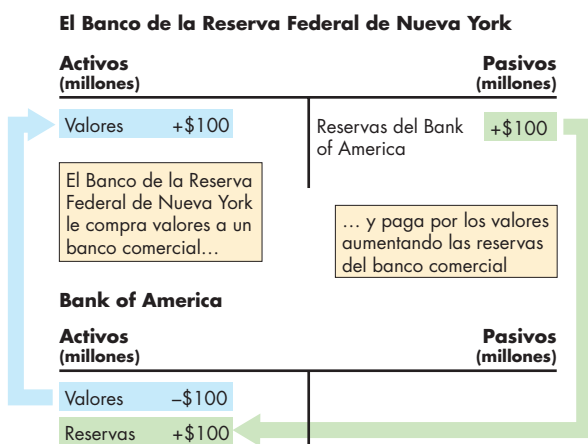 El Banco de la Reserva Federal de Nueva York
Activos
(millones)
Pasivos
(millones)
Valores +$100
Reservas del Bank
of America
+$100
El Banco de la Reserva
Federal de Nueva York
le compra valores a un
banco comercial…
… y paga por los valores
aumentando las reservas
del banco comercial
Bank of America
Activos
(millones)
Pasivos
(millones)
Valores –$100
Reservas +$100